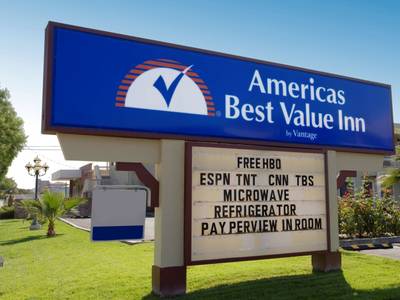 Americas
Best Value Inn
by Vantage
FREE HBO
ESPN TNT CNN TBS
MICROWAVE
REFRIGERATOR
PAY PERVIEW IN ROOM